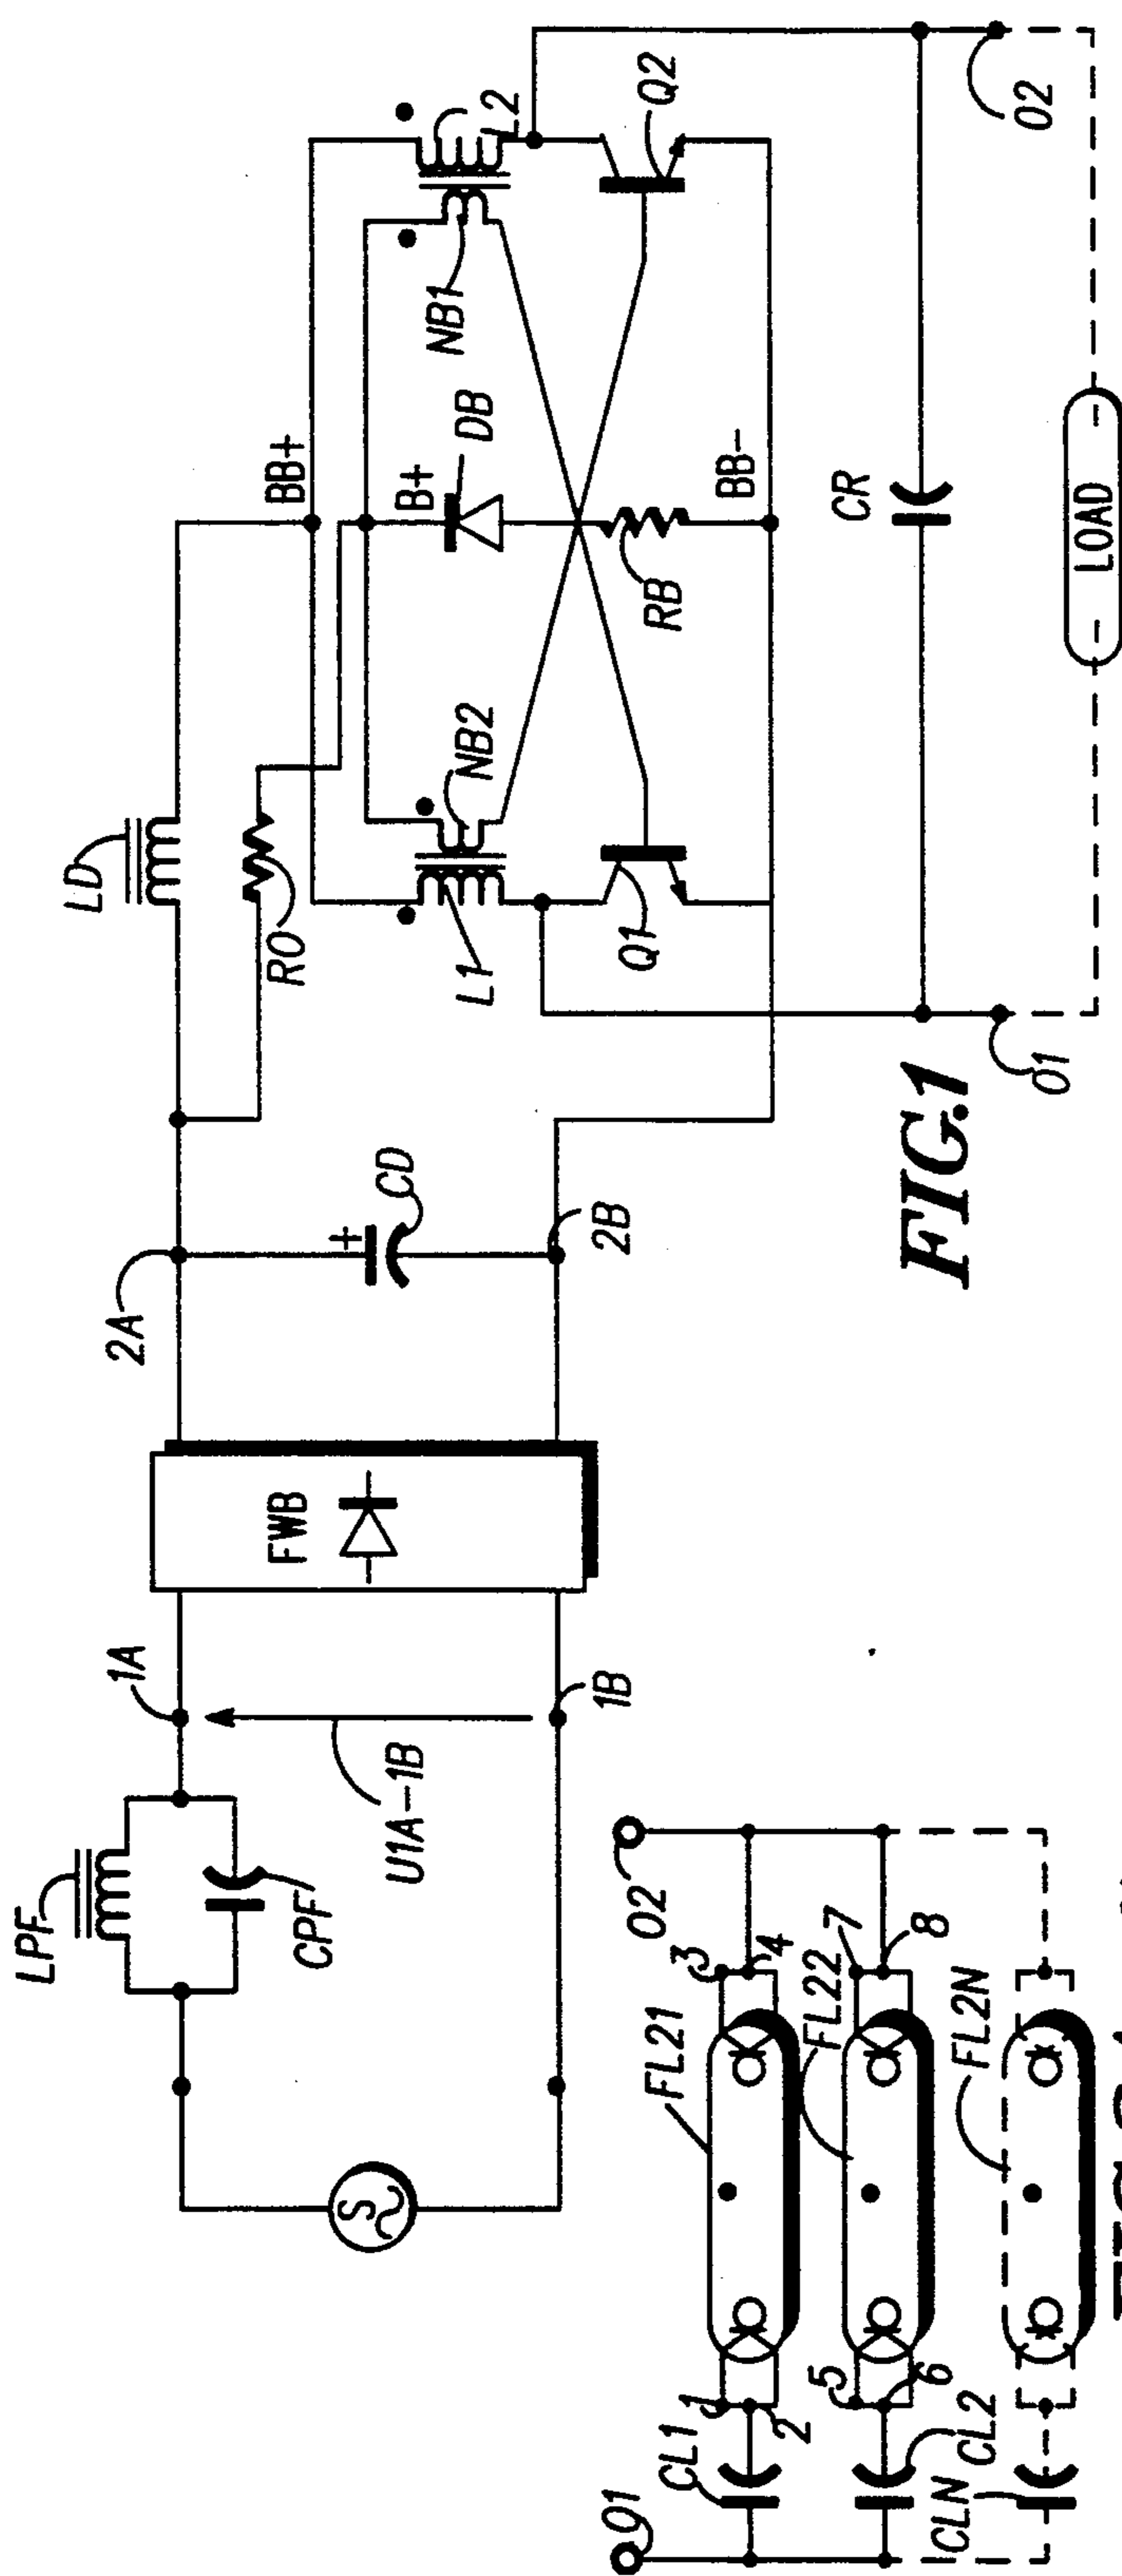 LPF
CPF
S
1A
U1A-1B
1B
FWB
2A
+
CD
2B
LD
RO
BB+
B+
DB
L1
NB2
NB1
L2
Q1
Q2
RB
BB-
CR
O1
O2
LOAD
FIG.1
O1
O2
CL1
1
2
FL21
3
4
CL2
5
6
FL22
7
8
CLN
FL2N